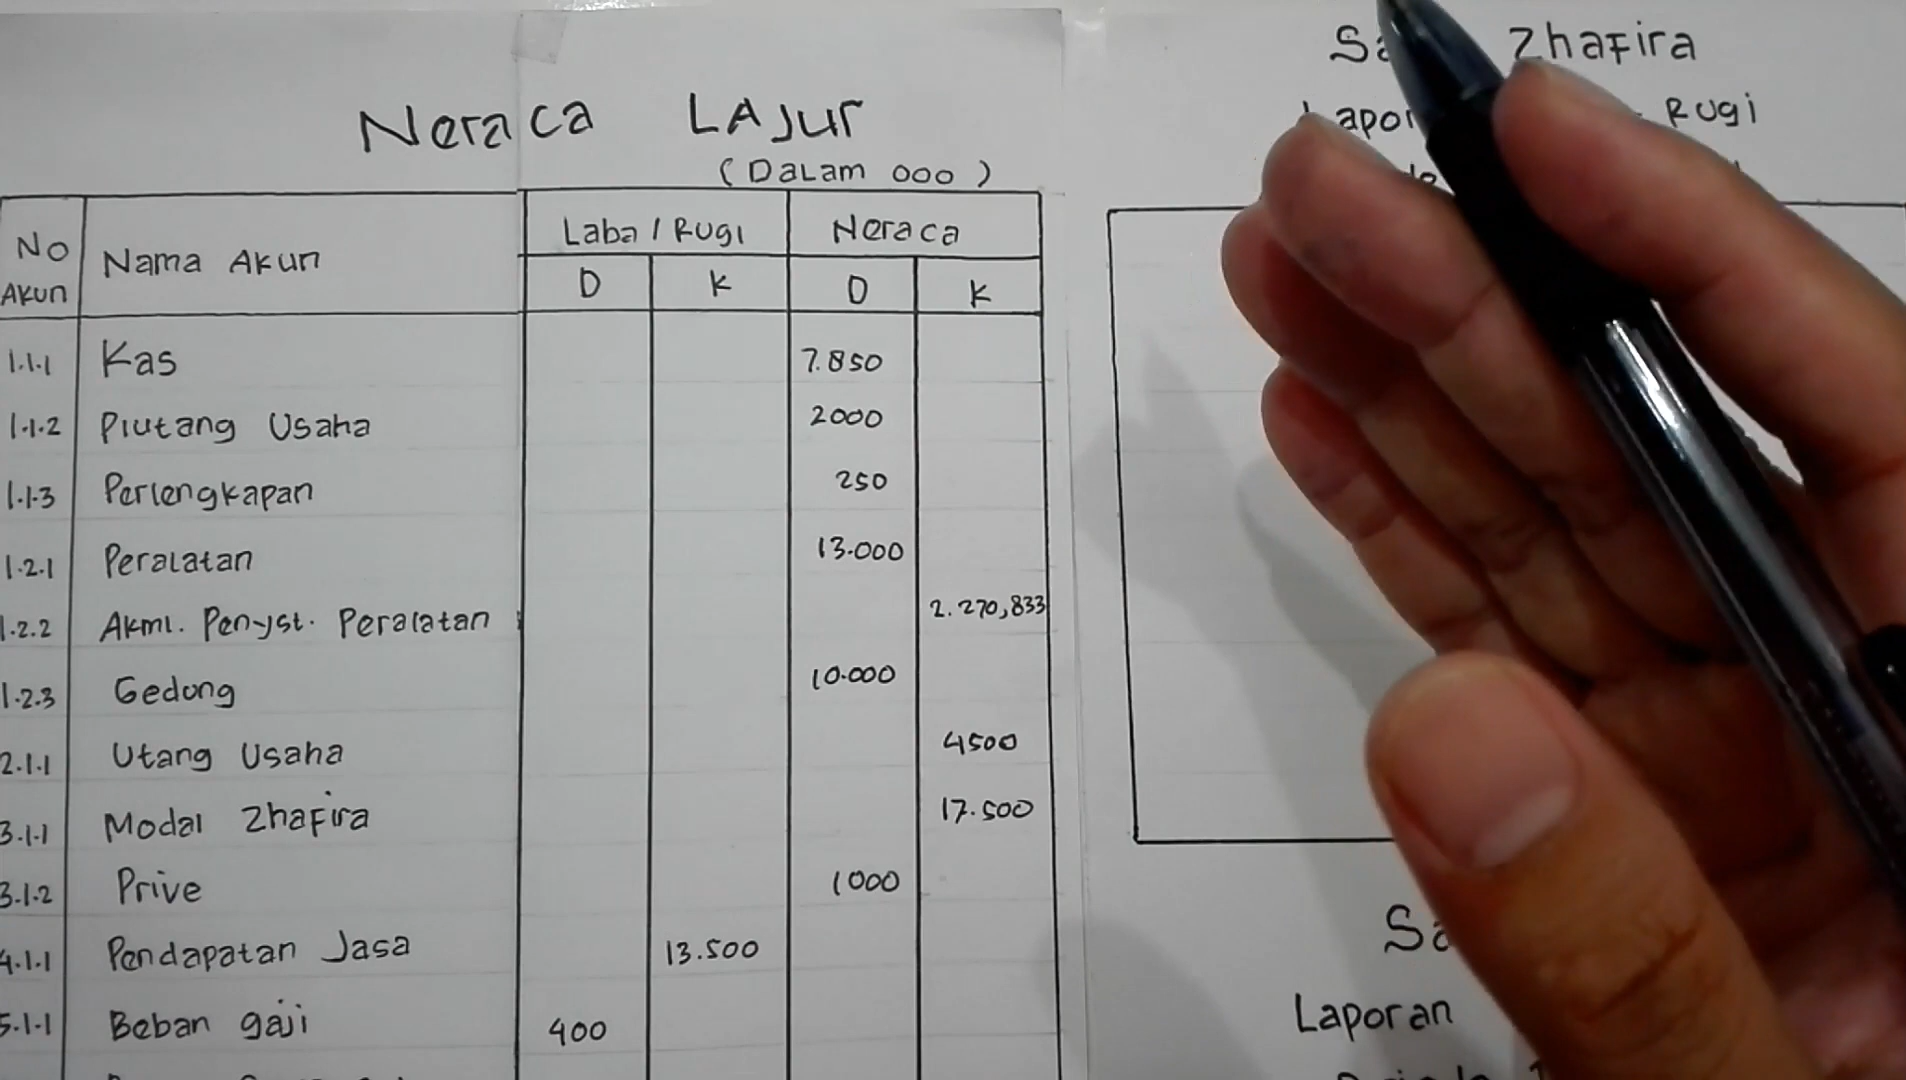 Neraca LAJur
(Dalam 000)
No Akun Nama Akun Laba / Rugi Neraca
D K D K
1.1.1 Kas 7.850
1.1.2 Piutang Usaha 2000
1.1.3 Perlengkapan 250
1.2.1 Peralatan 13.000
1.2.2 Akml. Penyst. Peralatan 2.270,833
1.2.3 Gedung 10.000
2.1.1 Utang Usaha 4500
3.1.1 Modal Zhafira 17.500
3.1.2 Prive 1000
4.1.1 Pendapatan Jasa 13.500
5.1.1 Beban gaji 400
Zhafira
Rugi
Laporan